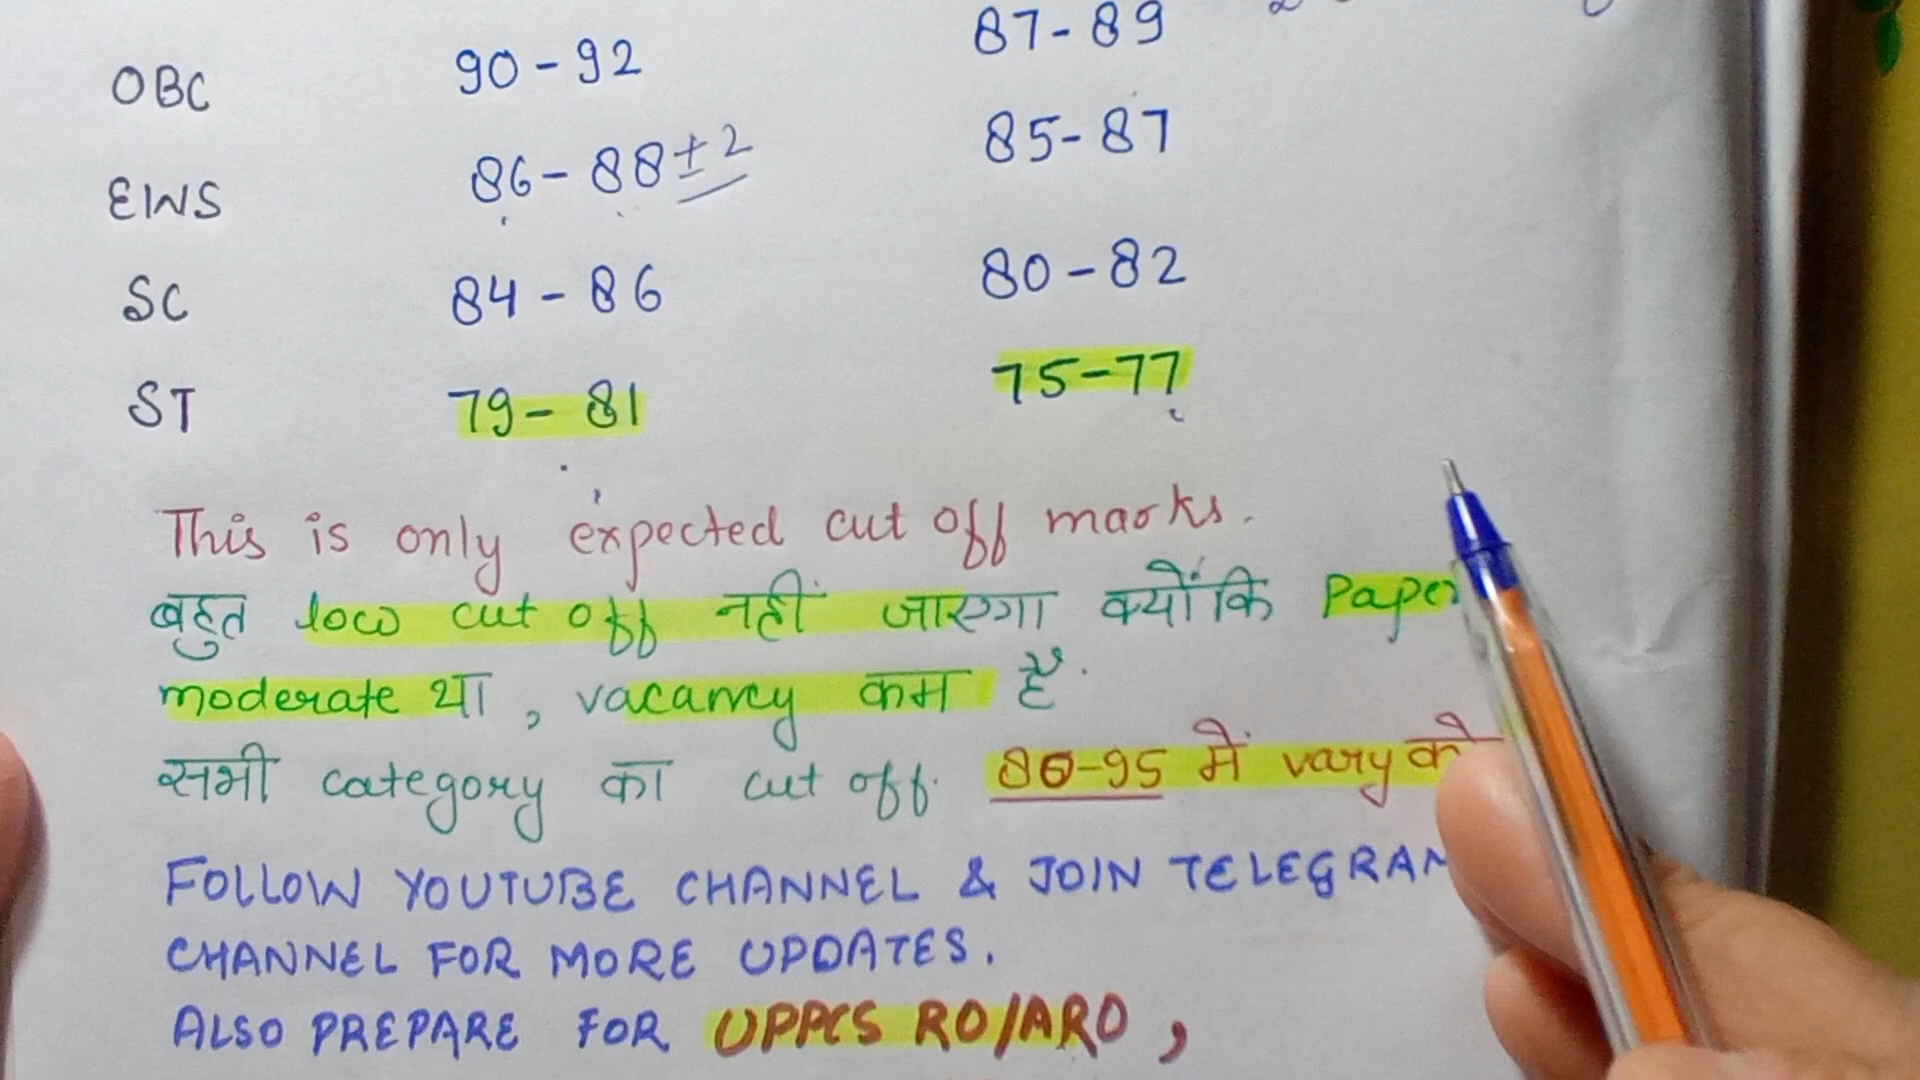 OBC 90-92 87-89
EWS 86-88±2 85-87
SC 84-86 80-82
ST 79-81 75-77
This is only expected cut off marks.
बहुत low cut off नहीं जाएगा क्योंकि Paper
moderate था, vacancy कम है.
सभी category का cut off. 80-95 में vary
FOLLOW YOUTUBE CHANNEL & JOIN TELEGRAM
CHANNEL FOR MORE UPDATES.
ALSO PREPARE FOR UPPCS RO/ARO,